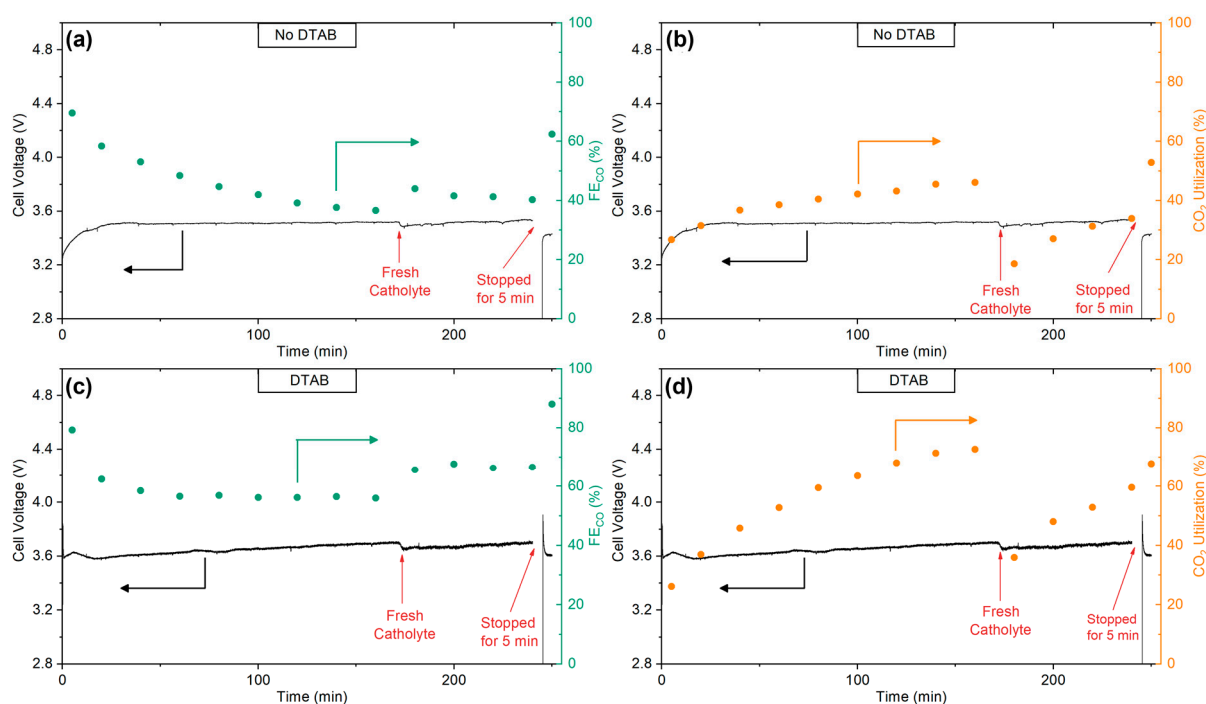 (a)
No DTAB
Cell Voltage (V)
4.8
4.4
4.0
3.6
3.2
2.8
0
100
200
Time (min)
100
80
60
40
20
0
FECO (%)
Fresh
Catholyte
Stopped
for 5 min
(b)
No DTAB
Cell Voltage (V)
4.8
4.4
4.0
3.6
3.2
2.8
0
100
200
Time (min)
100
80
60
40
20
0
CO2 Utilization (%)
Fresh
Catholyte
Stopped
for 5 min
(c)
DTAB
Cell Voltage (V)
4.8
4.4
4.0
3.6
3.2
2.8
0
100
200
Time (min)
100
80
60
40
20
0
FECO (%)
Fresh
Catholyte
Stopped
for 5 min
(d)
DTAB
Cell Voltage (V)
4.8
4.4
4.0
3.6
3.2
2.8
0
100
200
Time (min)
100
80
60
40
20
0
CO2 Utilization (%)
Fresh
Catholyte
Stopped
for 5 min